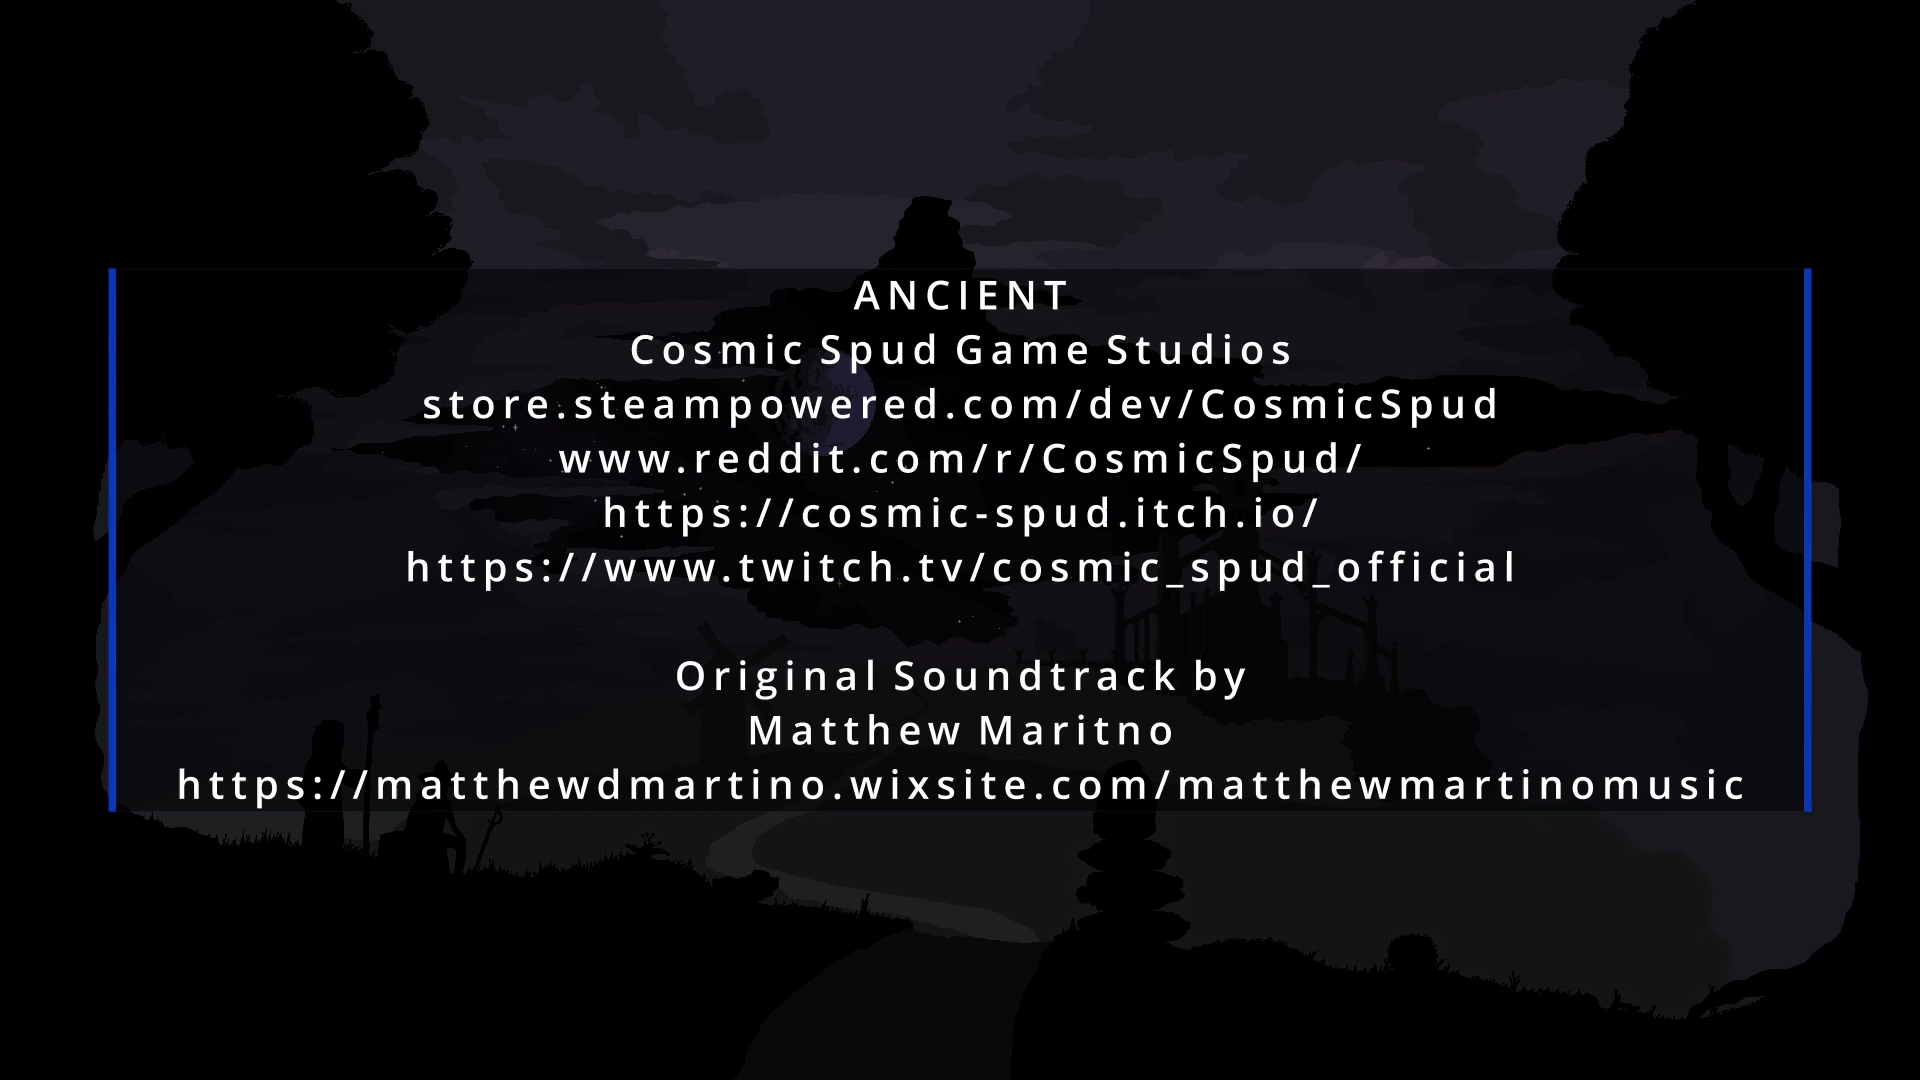 ANCIENT
Cosmic Spud Game Studios
store.steampowered.com/dev/CosmicSpud
www.reddit.com/r/CosmicSpud/
https://cosmic-spud.itch.io/
https://www.twitch.tv/cosmic_spud_official
Original Soundtrack by
Matthew Maritno
https://matthewdmartino.wixsite.com/matthewmartinomusic